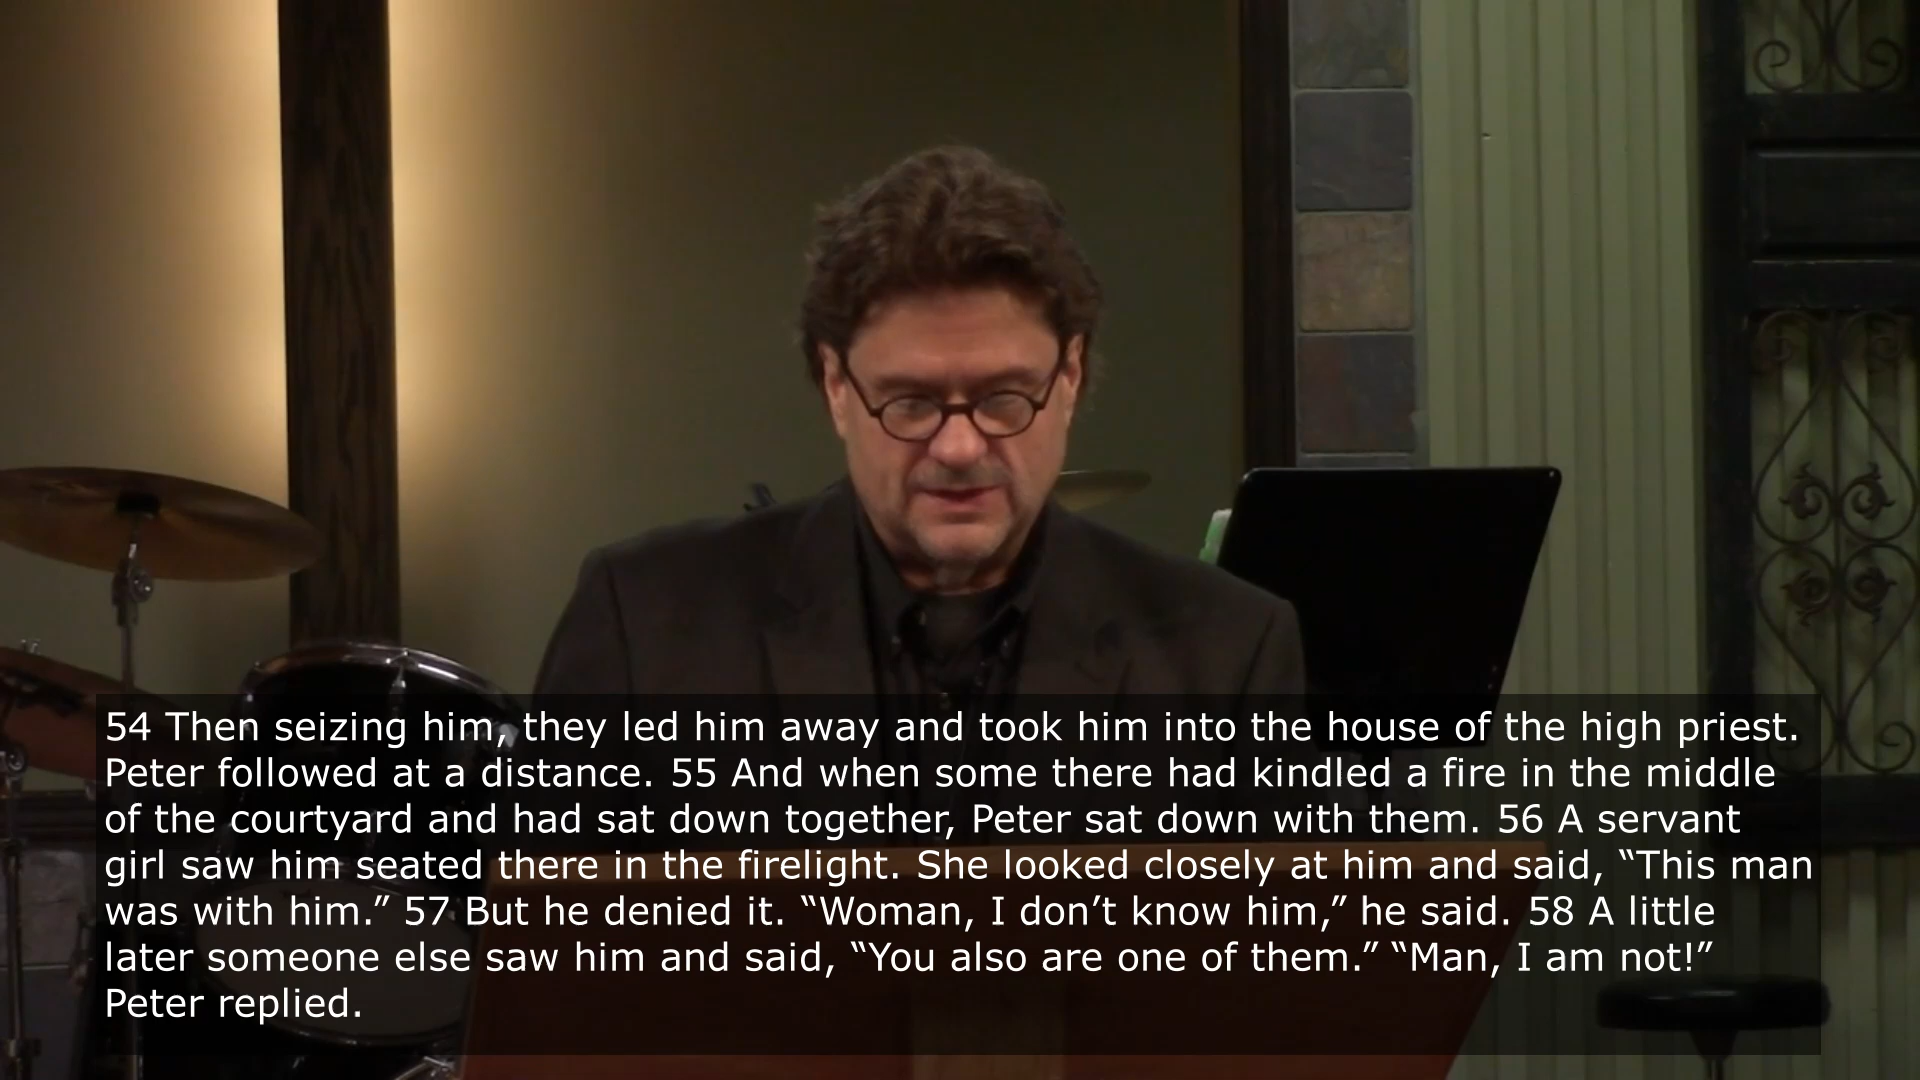 54 Then seizing him, they led him away and took him into the house of the high priest.
Peter followed at a distance. 55 And when some there had kindled a fire in the middle
of the courtyard and had sat down together, Peter sat down with them. 56 A servant
girl saw him seated there in the firelight. She looked closely at him and said, “This man
was with him.” 57 But he denied it. “Woman, I don’t know him,” he said. 58 A little
later someone else saw him and said, “You also are one of them.” “Man, I am not!”
Peter replied.